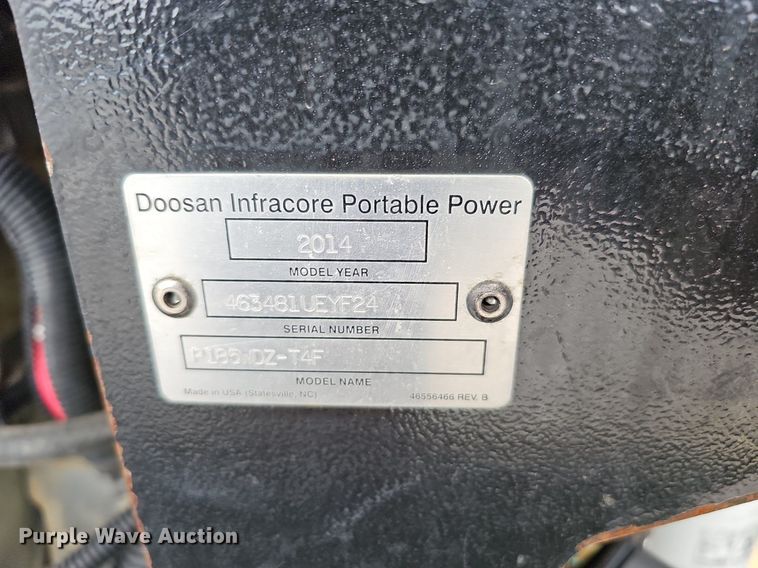 Doosan Infracore Portable Power
2014
MODEL YEAR
463481UEYF24
SERIAL NUMBER
P185WDZ-T4F
MODEL NAME
Made in USA (Statesville, NC)
46556466 REV. B
Purple Wave Auction